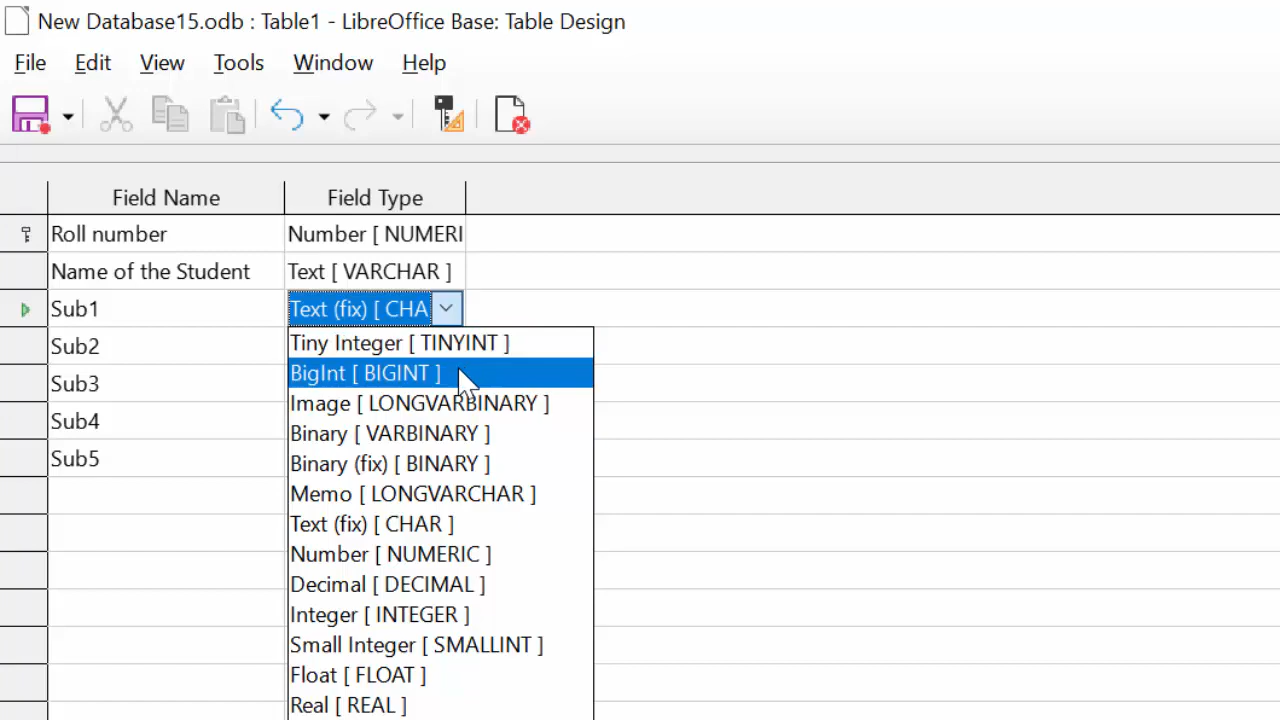 New Database15.odb : Table1 - LibreOffice Base: Table Design
File Edit View Tools Window Help
Field Name Field Type
Roll number Number [ NUMERI
Name of the Student Text [ VARCHAR ]
Sub1 Text (fix) [ CHA
Sub2 Tiny Integer [ TINYINT ]
BigInt [ BIGINT ]
Sub3 Image [ LONGVARBINARY ]
Sub4 Binary [ VARBINARY ]
Sub5 Binary (fix) [ BINARY ]
Memo [ LONGVARCHAR ]
Text (fix) [ CHAR ]
Number [ NUMERIC ]
Decimal [ DECIMAL ]
Integer [ INTEGER ]
Small Integer [ SMALLINT ]
Float [ FLOAT ]
Real [ REAL ]